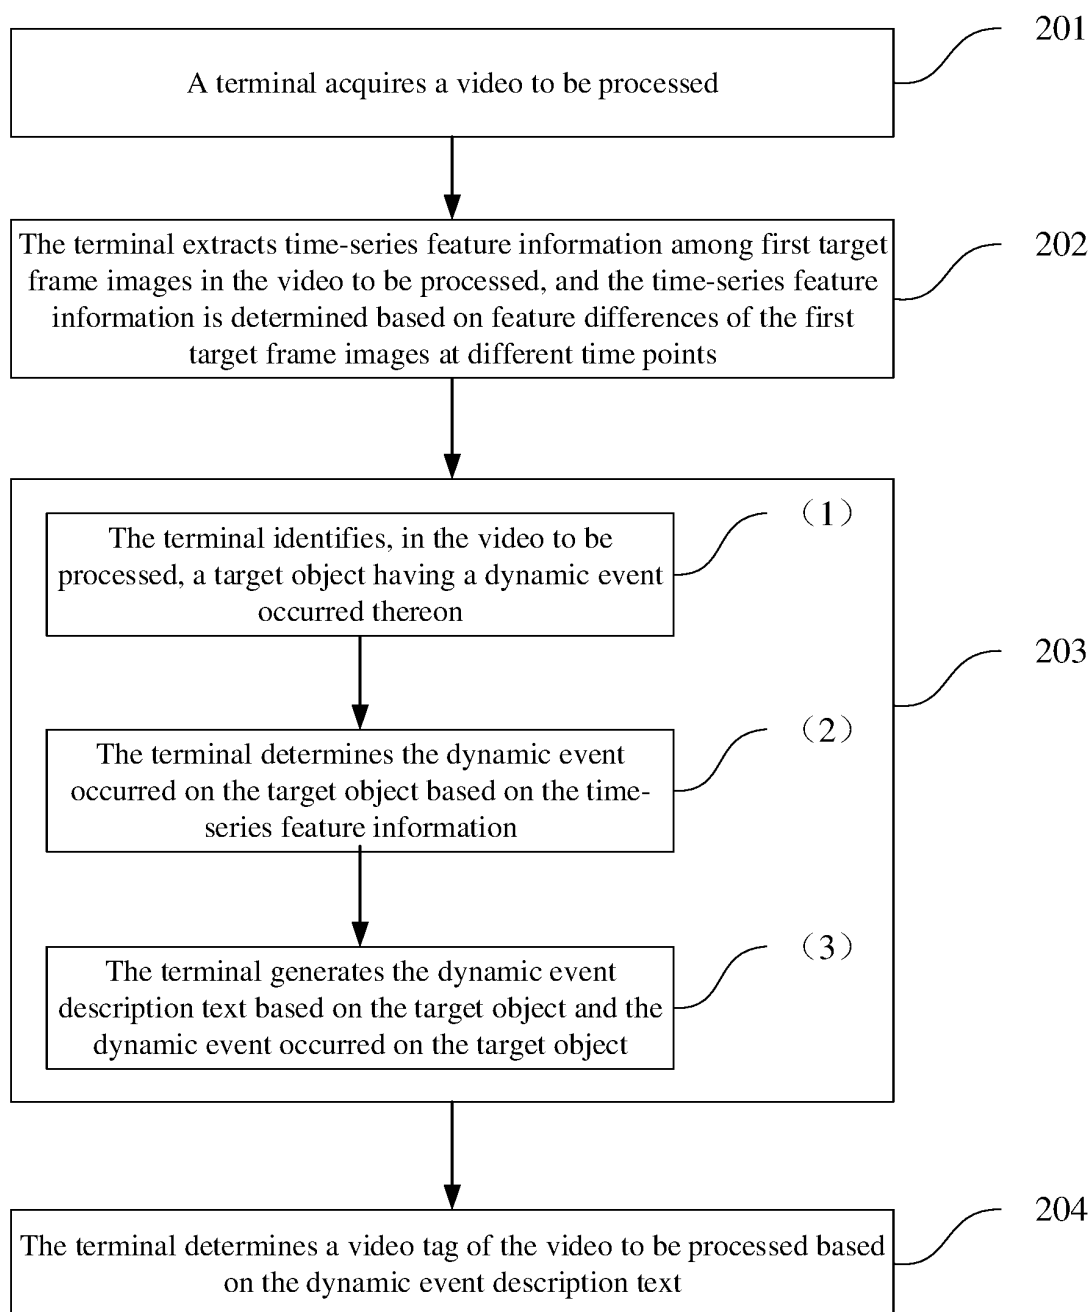 201
A terminal acquires a video to be processed
The terminal extracts time-series feature information among first target
frame images in the video to be processed, and the time-series feature
information is determined based on feature differences of the first
target frame images at different time points
202
（1）
The terminal identifies, in the video to be
processed, a target object having a dynamic event
occurred thereon
203
（2）
The terminal determines the dynamic event
occurred on the target object based on the time-
series feature information
（3）
The terminal generates the dynamic event
description text based on the target object and the
dynamic event occurred on the target object
204
The terminal determines a video tag of the video to be processed based
on the dynamic event description text